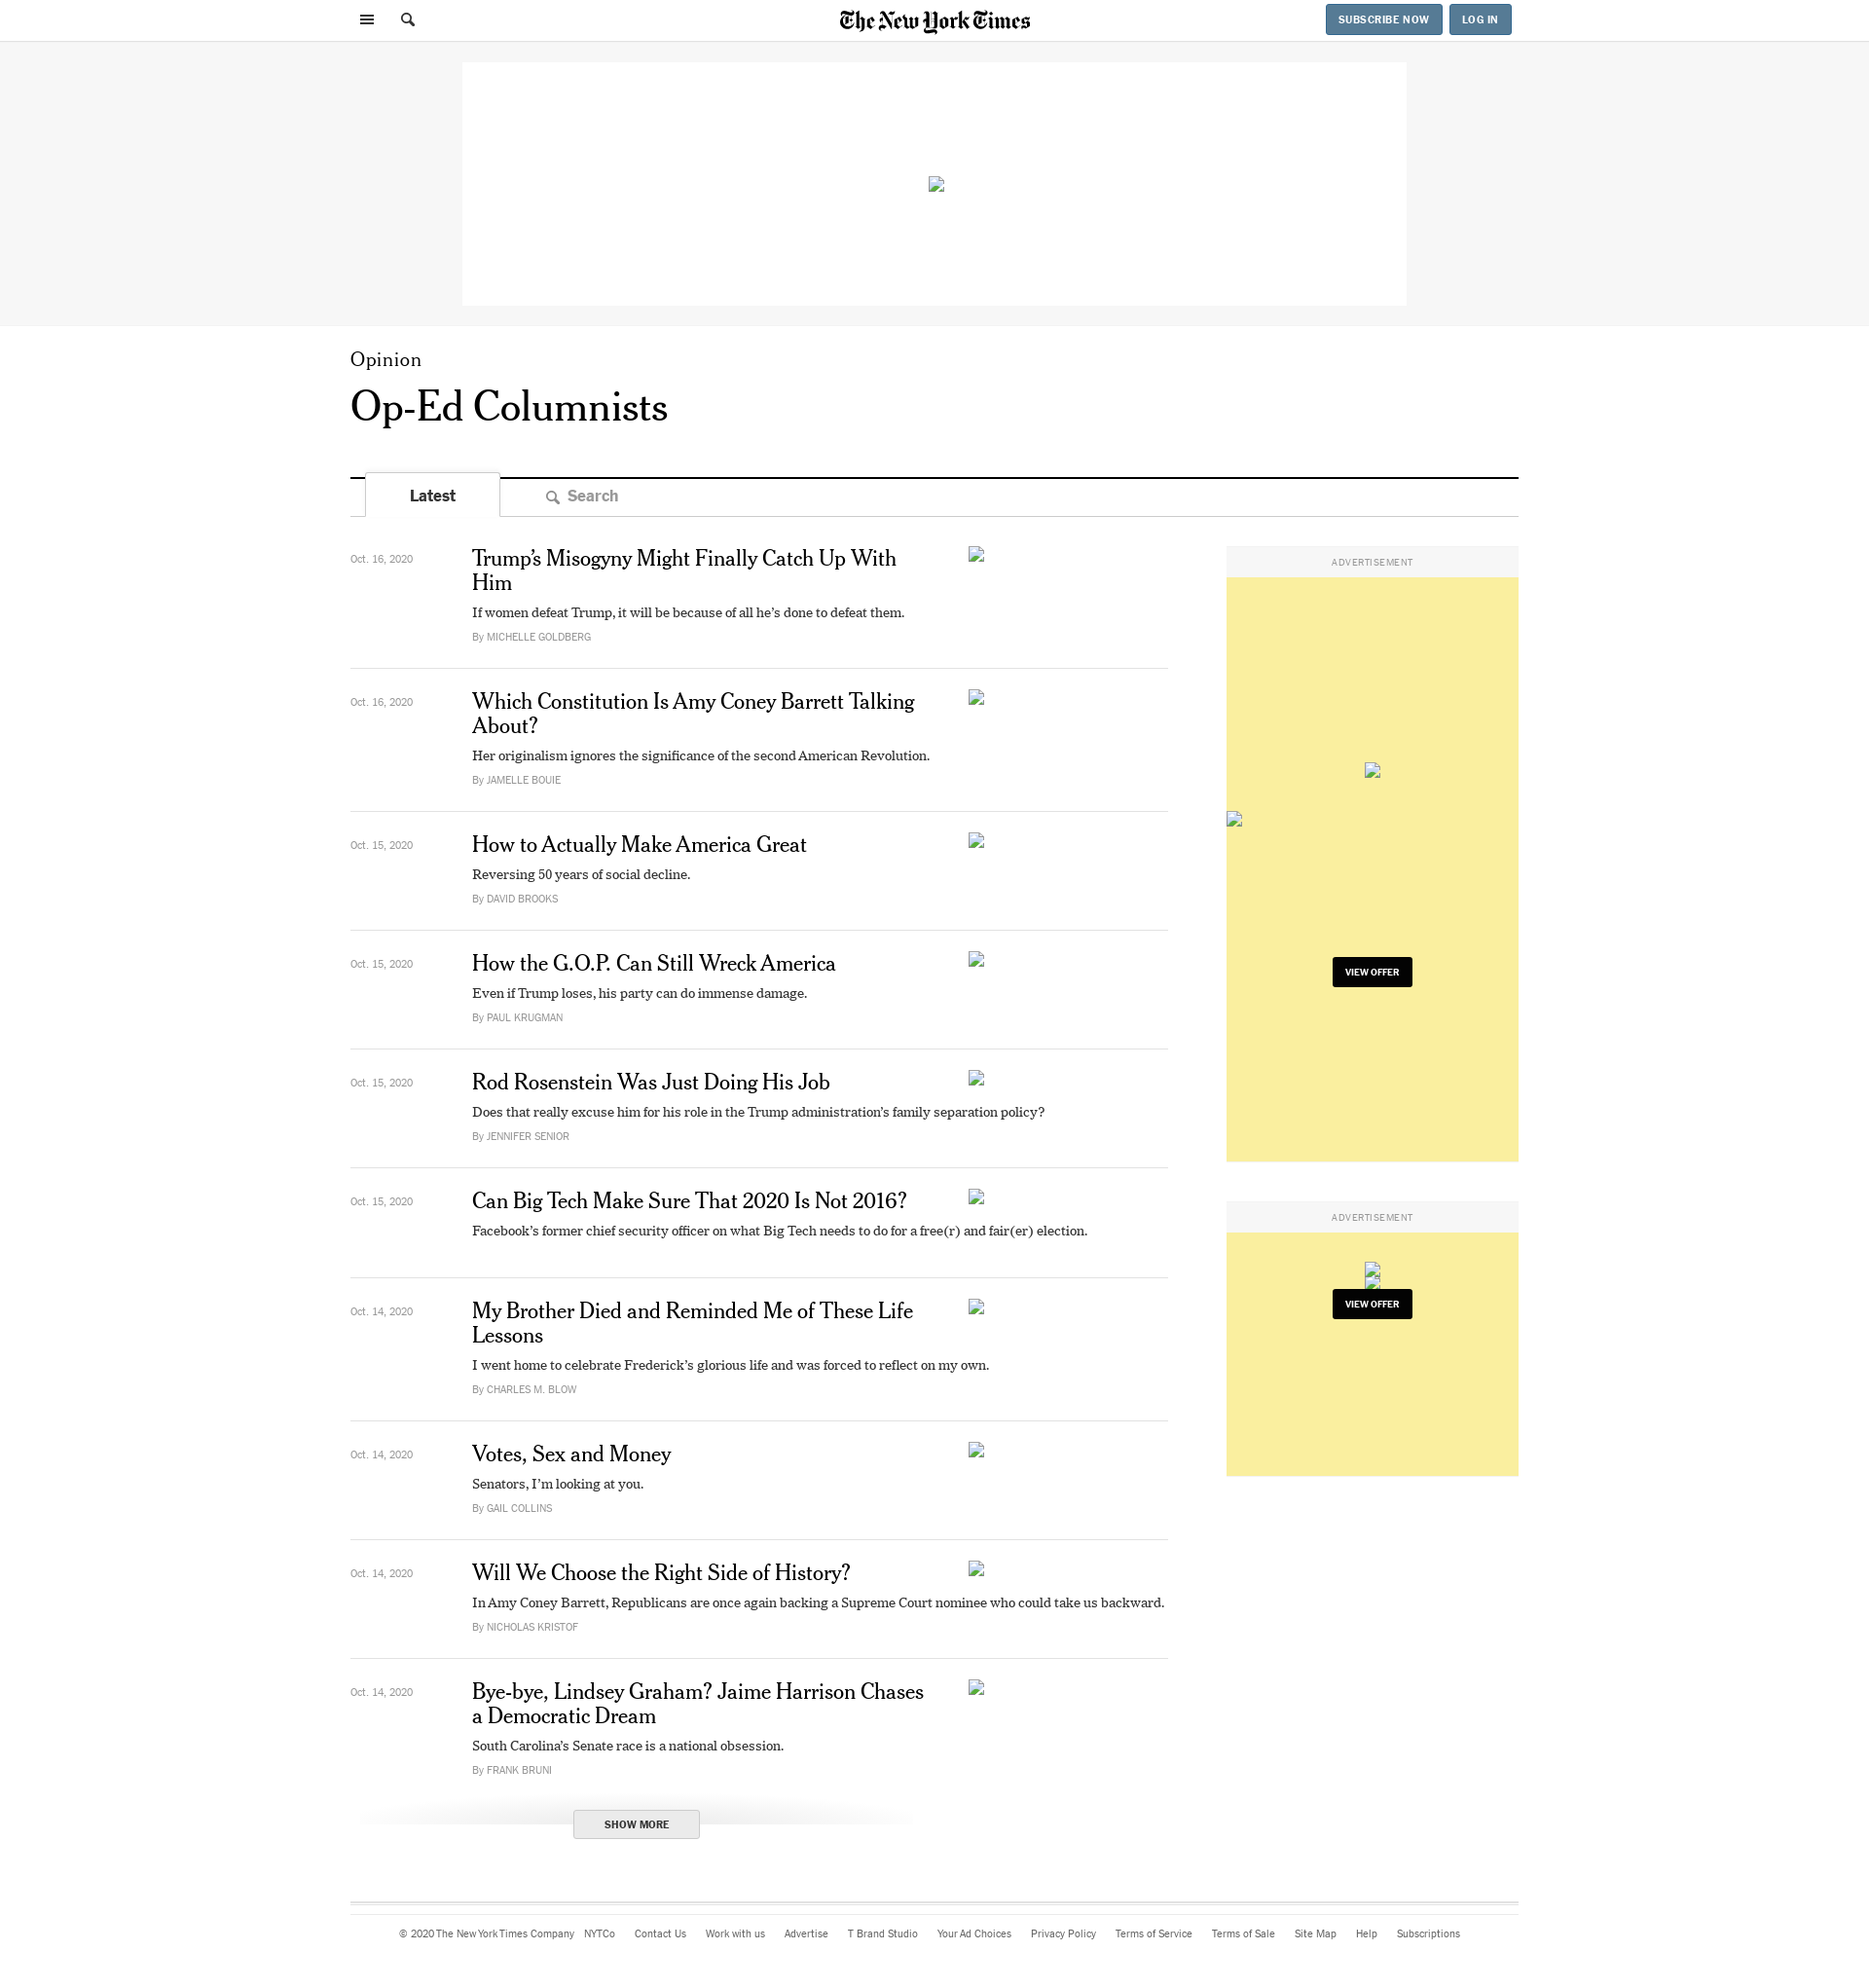 The New York Times
SUBSCRIBE NOW
LOG IN
Opinion
Op-Ed Columnists
Latest
Search
Oct. 16, 2020
Trump’s Misogyny Might Finally Catch Up With
Him
If women defeat Trump, it will be because of all he’s done to defeat them.
By MICHELLE GOLDBERG
Oct. 16, 2020
Which Constitution Is Amy Coney Barrett Talking
About?
Her originalism ignores the significance of the second American Revolution.
By JAMELLE BOUIE
Oct. 15, 2020
How to Actually Make America Great
Reversing 50 years of social decline.
By DAVID BROOKS
Oct. 15, 2020
How the G.O.P. Can Still Wreck America
Even if Trump loses, his party can do immense damage.
By PAUL KRUGMAN
Oct. 15, 2020
Rod Rosenstein Was Just Doing His Job
Does that really excuse him for his role in the Trump administration’s family separation policy?
By JENNIFER SENIOR
Oct. 15, 2020
Can Big Tech Make Sure That 2020 Is Not 2016?
Facebook’s former chief security officer on what Big Tech needs to do for a free(r) and fair(er) election.
Oct. 14, 2020
My Brother Died and Reminded Me of These Life
Lessons
I went home to celebrate Frederick’s glorious life and was forced to reflect on my own.
By CHARLES M. BLOW
Oct. 14, 2020
Votes, Sex and Money
Senators, I’m looking at you.
By GAIL COLLINS
Oct. 14, 2020
Will We Choose the Right Side of History?
In Amy Coney Barrett, Republicans are once again backing a Supreme Court nominee who could take us backward.
By NICHOLAS KRISTOF
Oct. 14, 2020
Bye-bye, Lindsey Graham? Jaime Harrison Chases
a Democratic Dream
South Carolina’s Senate race is a national obsession.
By FRANK BRUNI
SHOW MORE
ADVERTISEMENT
VIEW OFFER
ADVERTISEMENT
VIEW OFFER
© 2020 The New York Times Company NYTCo Contact Us Work with us Advertise T Brand Studio Your Ad Choices Privacy Policy Terms of Service Terms of Sale Site Map Help Subscriptions